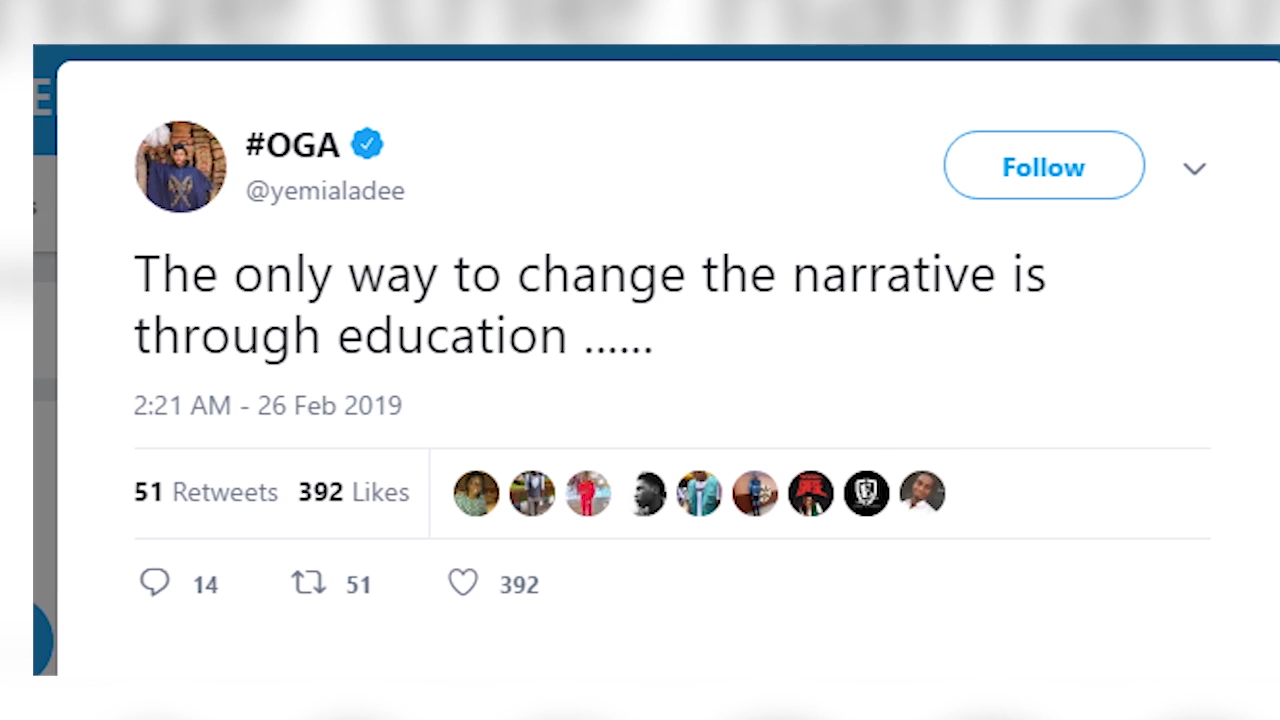 #OGA
@yemialadee
Follow
The only way to change the narrative is
through education ......
2:21 AM - 26 Feb 2019
51 Retweets 392 Likes
14 51 392